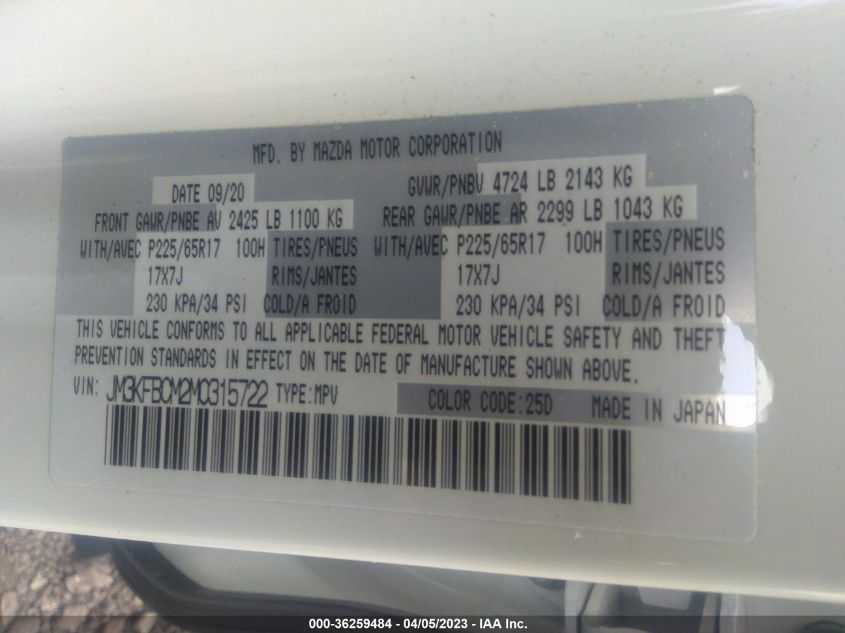 MFD. BY MAZDA MOTOR CORPORATION
DATE 09/20 GVWR/PNBV 4724 LB 2143 KG
FRONT GAWR/PNBE AV 2425 LB 1100 KG REAR GAWR/PNBE AR 2299 LB 1043 KG
WITH/AVEC P225/65R17 100H TIRES/PNEUS WITH/AVEC P225/65R17 100H TIRES/PNEUS
17X7J RIMS/JANTES 17X7J RIMS/JANTES
230 KPA/34 PSI COLD/A FROID 230 KPA/34 PSI COLD/A FROID
THIS VEHICLE CONFORMS TO ALL APPLICABLE FEDERAL MOTOR VEHICLE SAFETY AND THEFT
PREVENTION STANDARDS IN EFFECT ON THE DATE OF MANUFACTURE SHOWN ABOVE.
VIN: JM3KFBCM2M0315722 TYPE:MPV COLOR CODE:25D MADE IN JAPAN
000-36259484 - 04/05/2023 - IAA Inc.